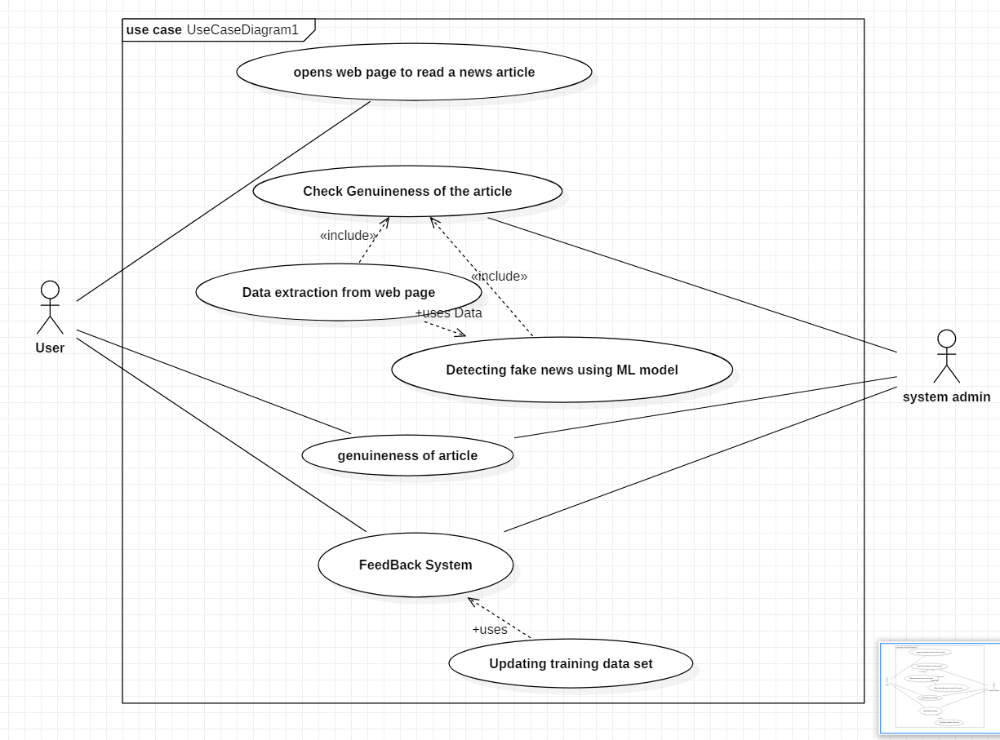 use case UseCaseDiagram1
opens web page to read a news article
Check Genuineness of the article
«include»
«include»
Data extraction from web page
+uses Data
User
Detecting fake news using ML model
system admin
genuineness of article
FeedBack System
+uses
Updating training data set